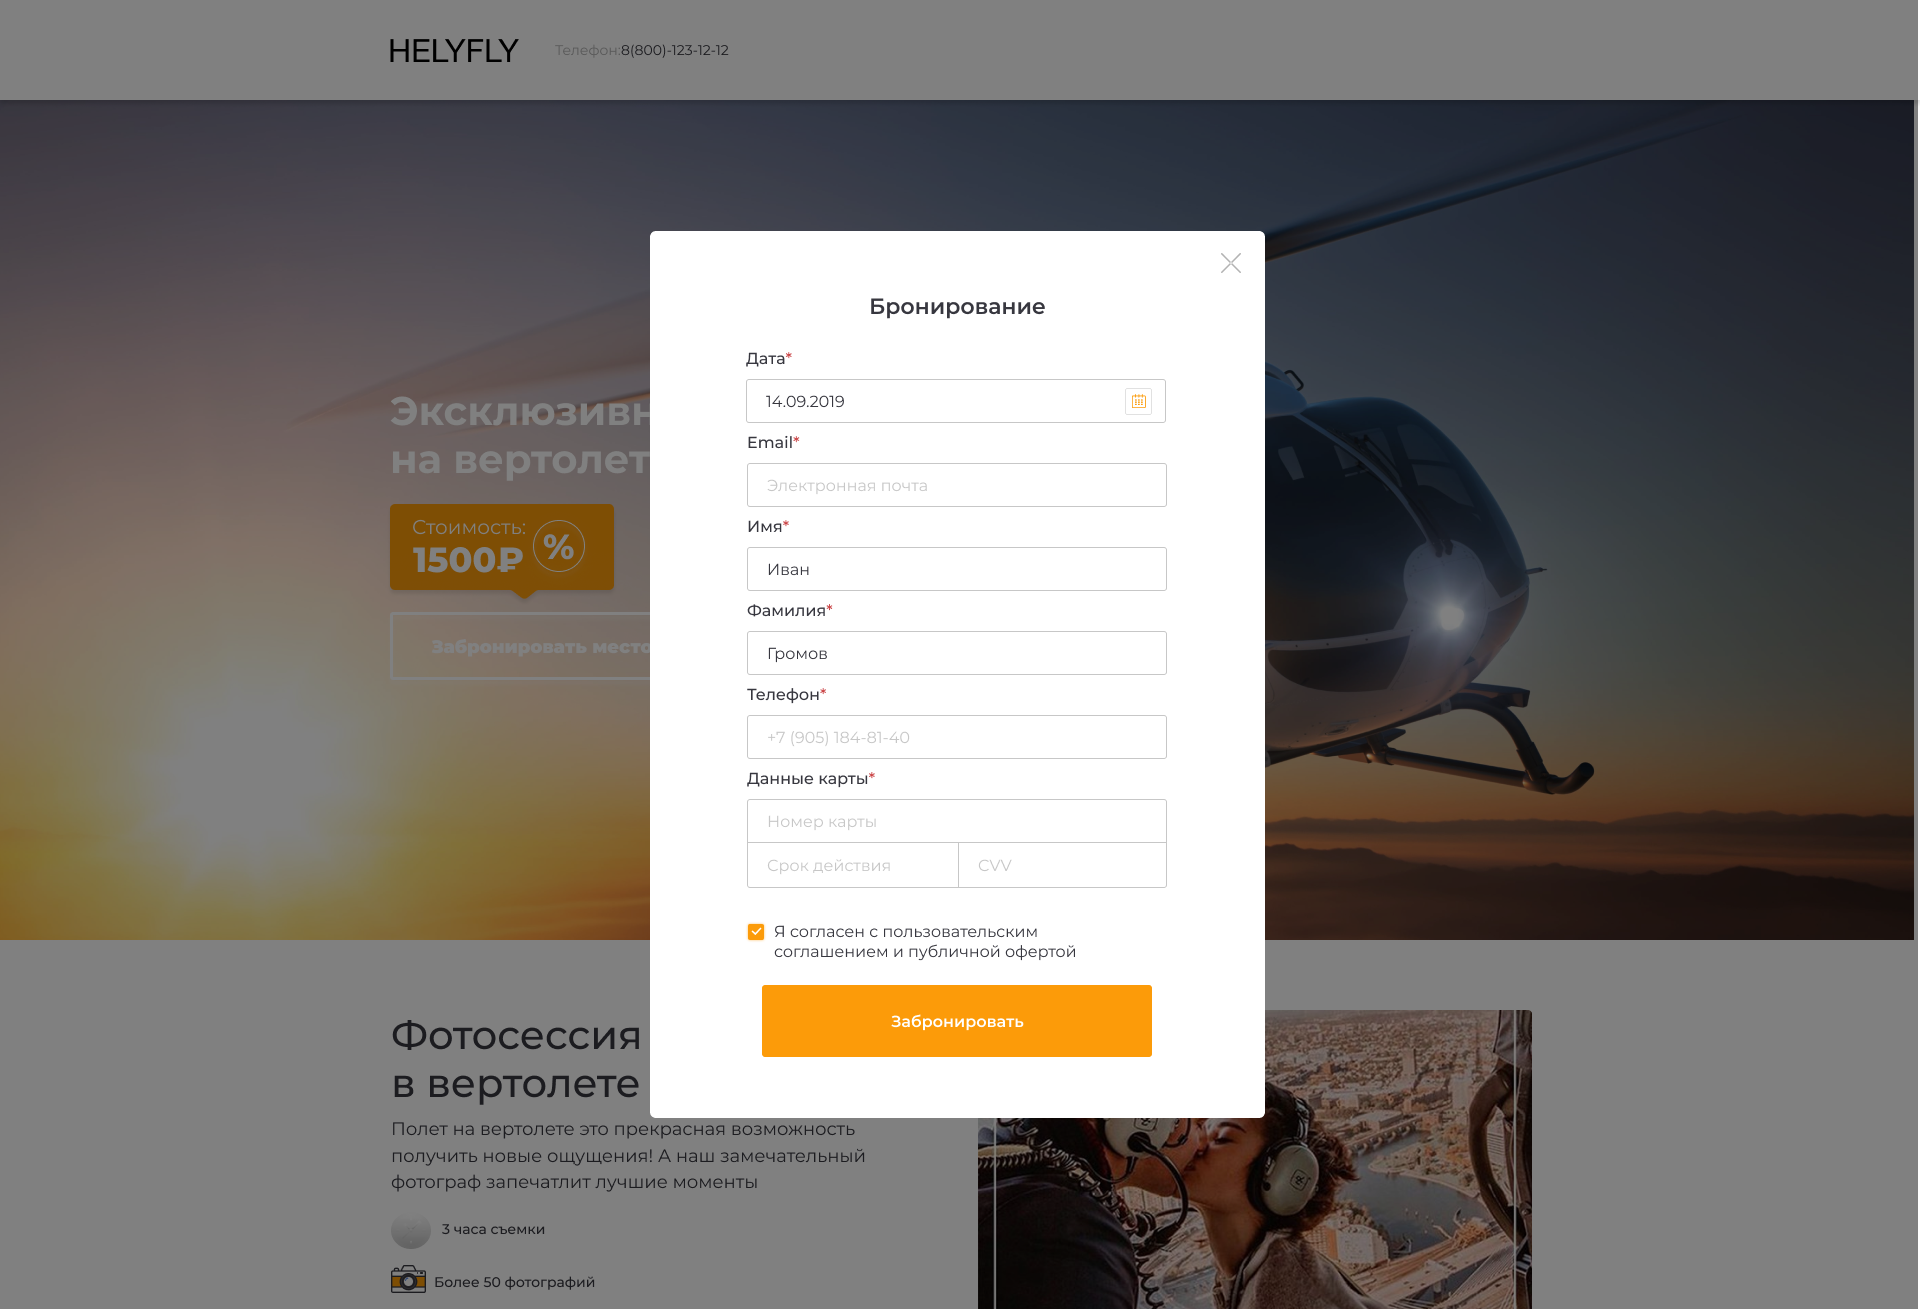 HELYFLY
Телефон:8(800)-123-12-12
Эксклюзивн
на вертолет
Стоимость:
1500₽ %
Забронировать место
Бронирование
Дата*
14.09.2019
Email*
Электронная почта
Имя*
Иван
Фамилия*
Громов
Телефон*
+7 (905) 184-81-40
Данные карты*
Номер карты
Срок действия CVV
Я согласен с пользовательским
соглашением и публичной офертой
Забронировать
Фотосессия
в вертолете
Полет на вертолете это прекрасная возможность
получить новые ощущения! А наш замечательный
фотограф запечатлит лучшие моменты
3 часа съемки
Более 50 фотографий